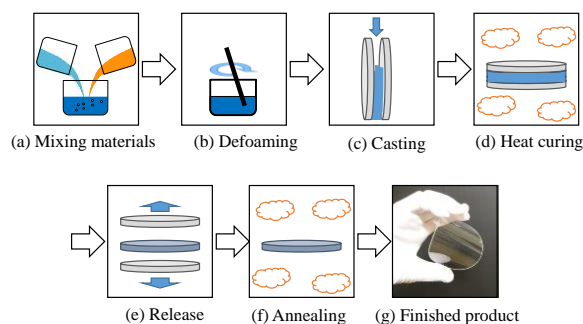 (a) Mixing materials
(b) Defoaming
(c) Casting
(d) Heat curing
(e) Release
(f) Annealing
(g) Finished product